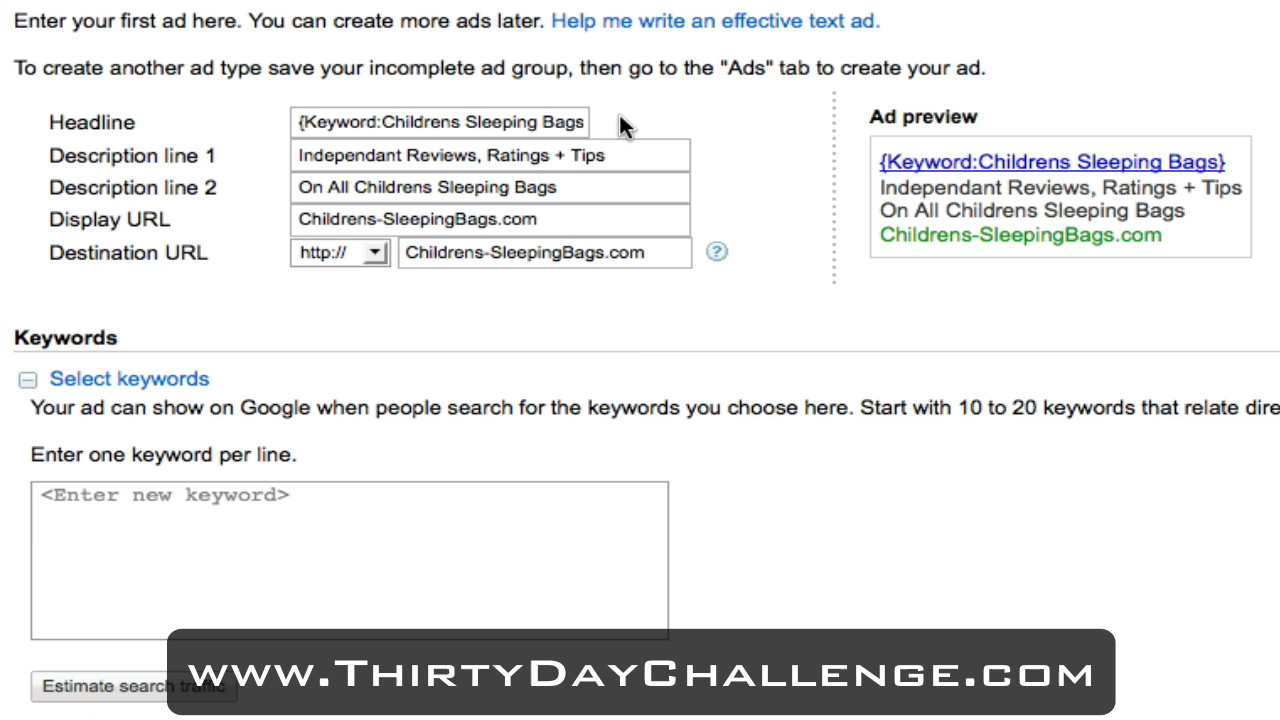 Enter your first ad here. You can create more ads later. Help me write an effective text ad.
To create another ad type save your incomplete ad group, then go to the "Ads" tab to create your ad.
Headline {Keyword:Childrens Sleeping Bags
Description line 1 Independant Reviews, Ratings + Tips
Description line 2 On All Childrens Sleeping Bags
Display URL Childrens-SleepingBags.com
Destination URL http:// Childrens-SleepingBags.com ?
Ad preview
{Keyword:Childrens Sleeping Bags}
Independant Reviews, Ratings + Tips
On All Childrens Sleeping Bags
Childrens-SleepingBags.com
Keywords
Select keywords
Your ad can show on Google when people search for the keywords you choose here. Start with 10 to 20 keywords that relate dire
Enter one keyword per line.
<Enter new keyword>
Estimate search traffic
www.ThirtyDayChallenge.com